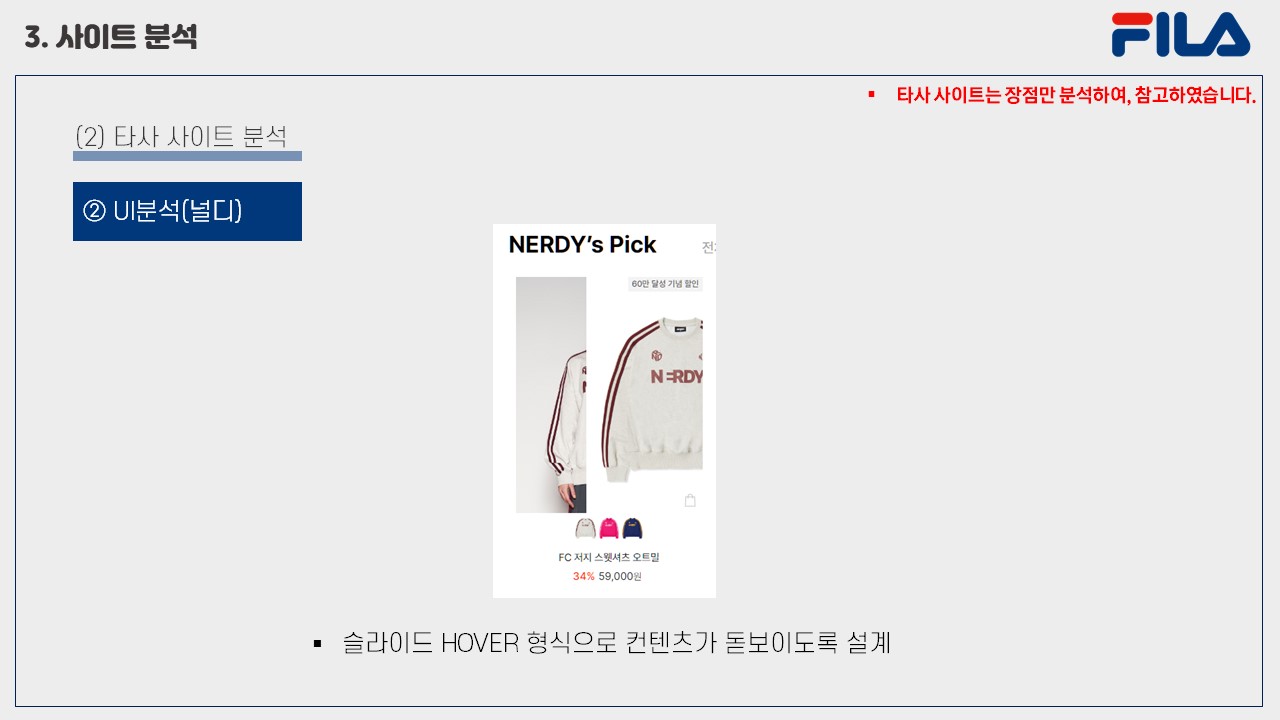 3. 사이트 분석
FILA
▪ 타사 사이트는 장점만 분석하여, 참고하였습니다.
(2) 타사 사이트 분석
② UI분석(널디)
NERDY's Pick
60만 달성 기념 할인
NERDY
FC 저지 스웻셔츠 오트밀
34% 59,000원
▪ 슬라이드 HOVER 형식으로 컨텐츠가 돋보이도록 설계